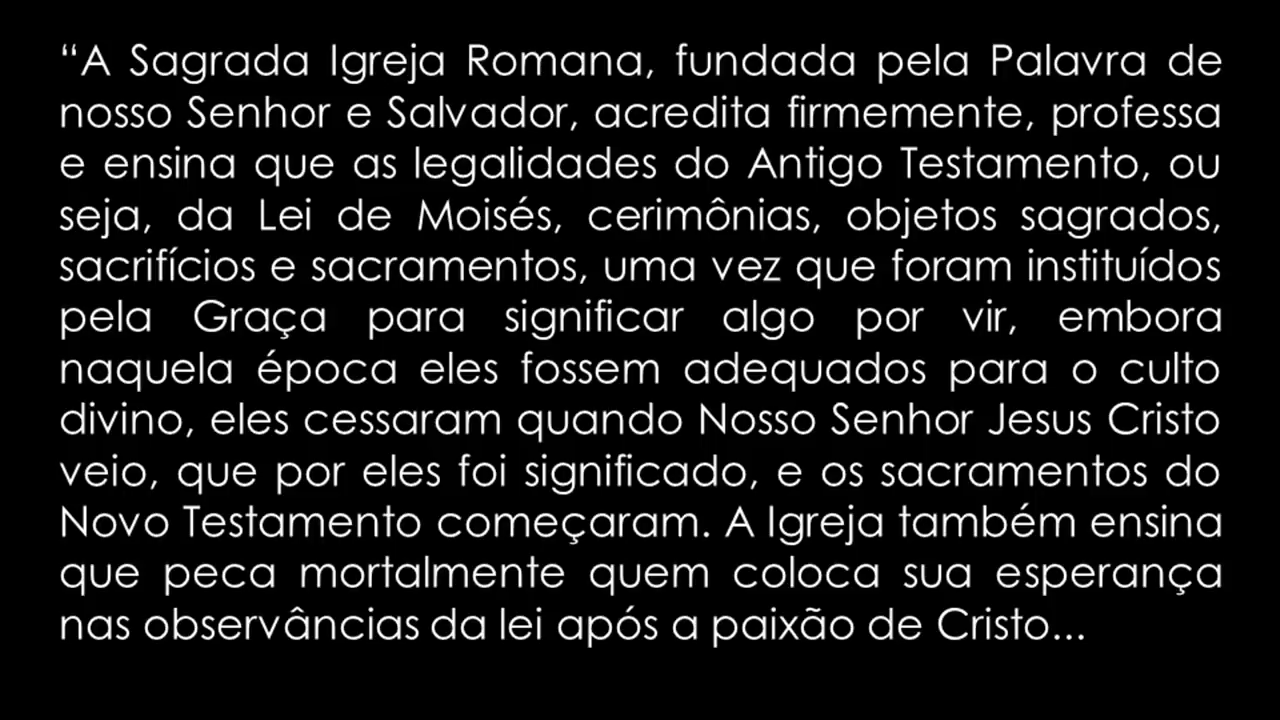 “A Sagrada Igreja Romana, fundada pela Palavra de
nosso Senhor e Salvador, acredita firmemente, professa
e ensina que as legalidades do Antigo Testamento, ou
seja, da Lei de Moisés, cerimônias, objetos sagrados,
sacrifícios e sacramentos, uma vez que foram instituídos
pela Graça para significar algo por vir, embora
naquela época eles fossem adequados para o culto
divino, eles cessaram quando Nosso Senhor Jesus Cristo
veio, que por eles foi significado, e os sacramentos do
Novo Testamento começaram. A Igreja também ensina
que peca mortalmente quem coloca sua esperança
nas observâncias da lei após a paixão de Cristo...